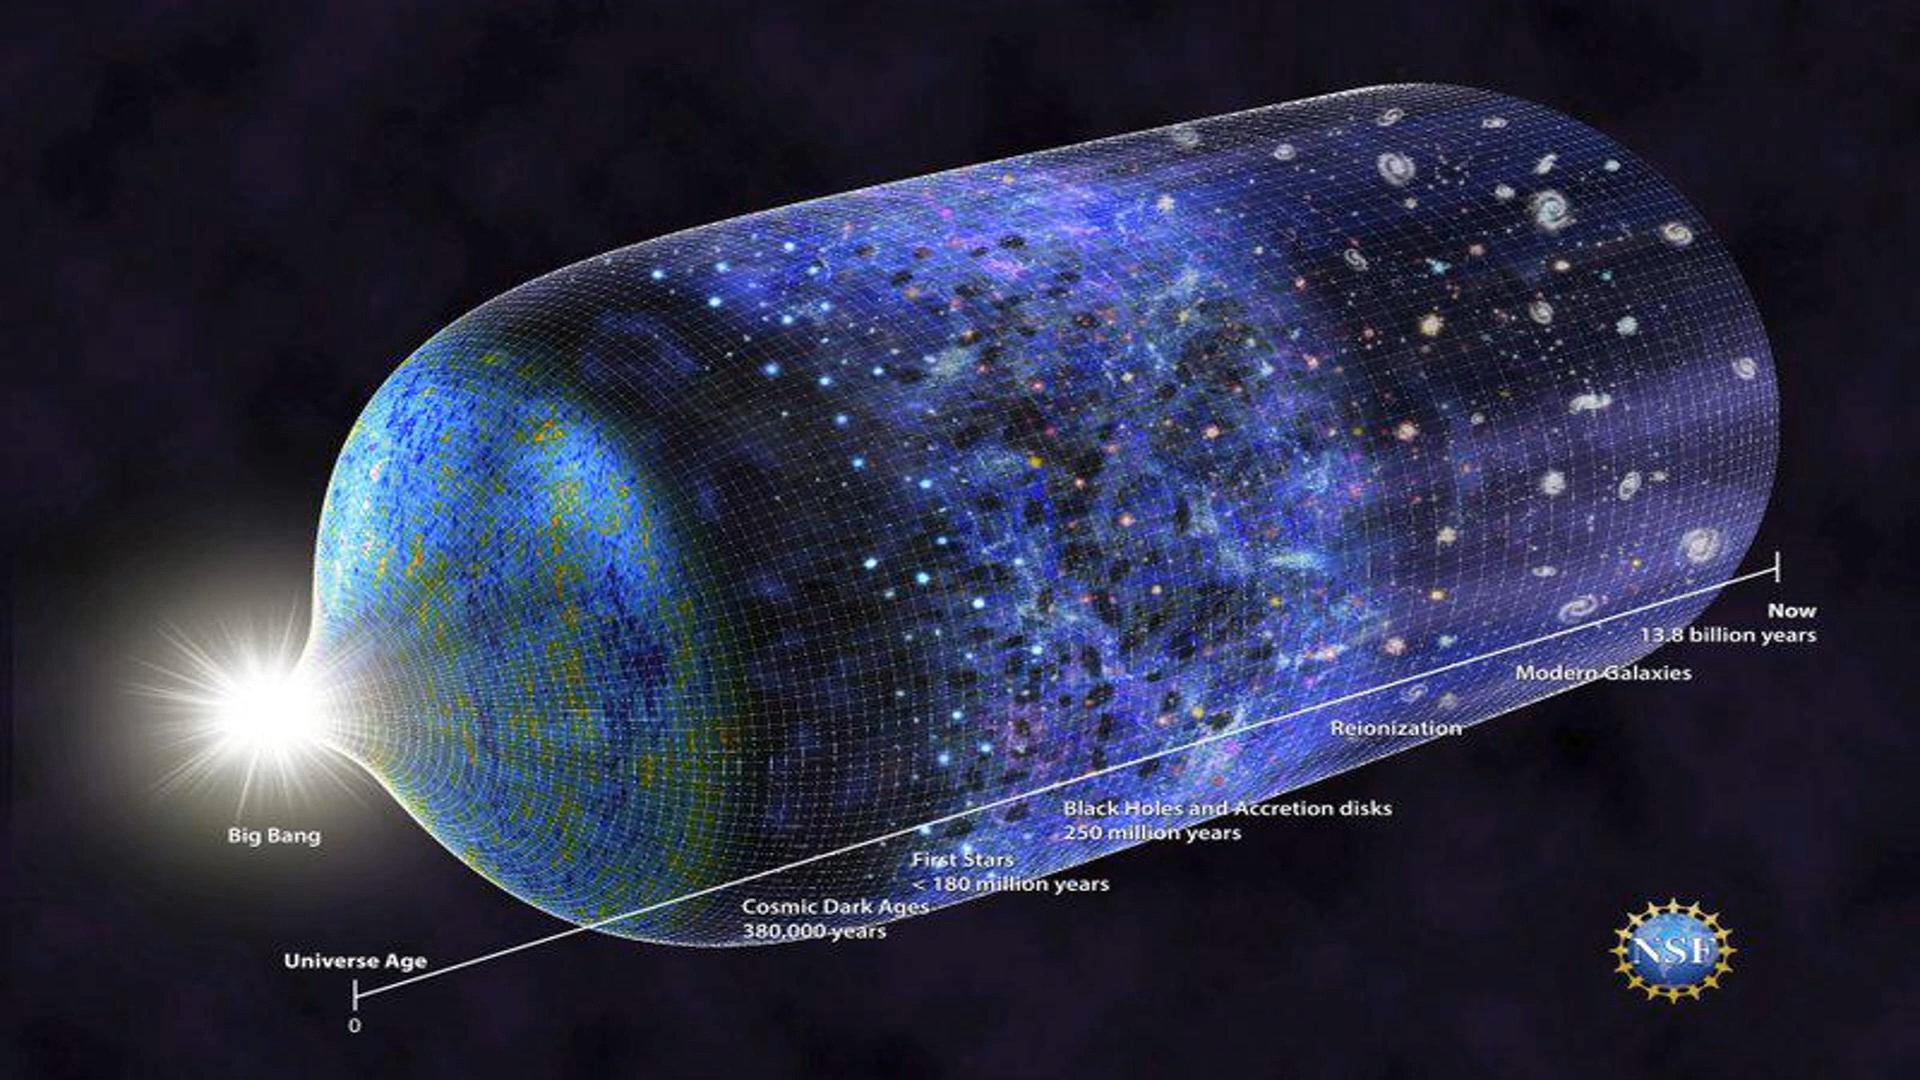 Big Bang
Universe Age
0
Cosmic Dark Ages
380,000 years
First Stars
< 180 million years
Black Holes and Accretion disks
250 million years
Reionization
Modern Galaxies
Now
13.8 billion years
NSF